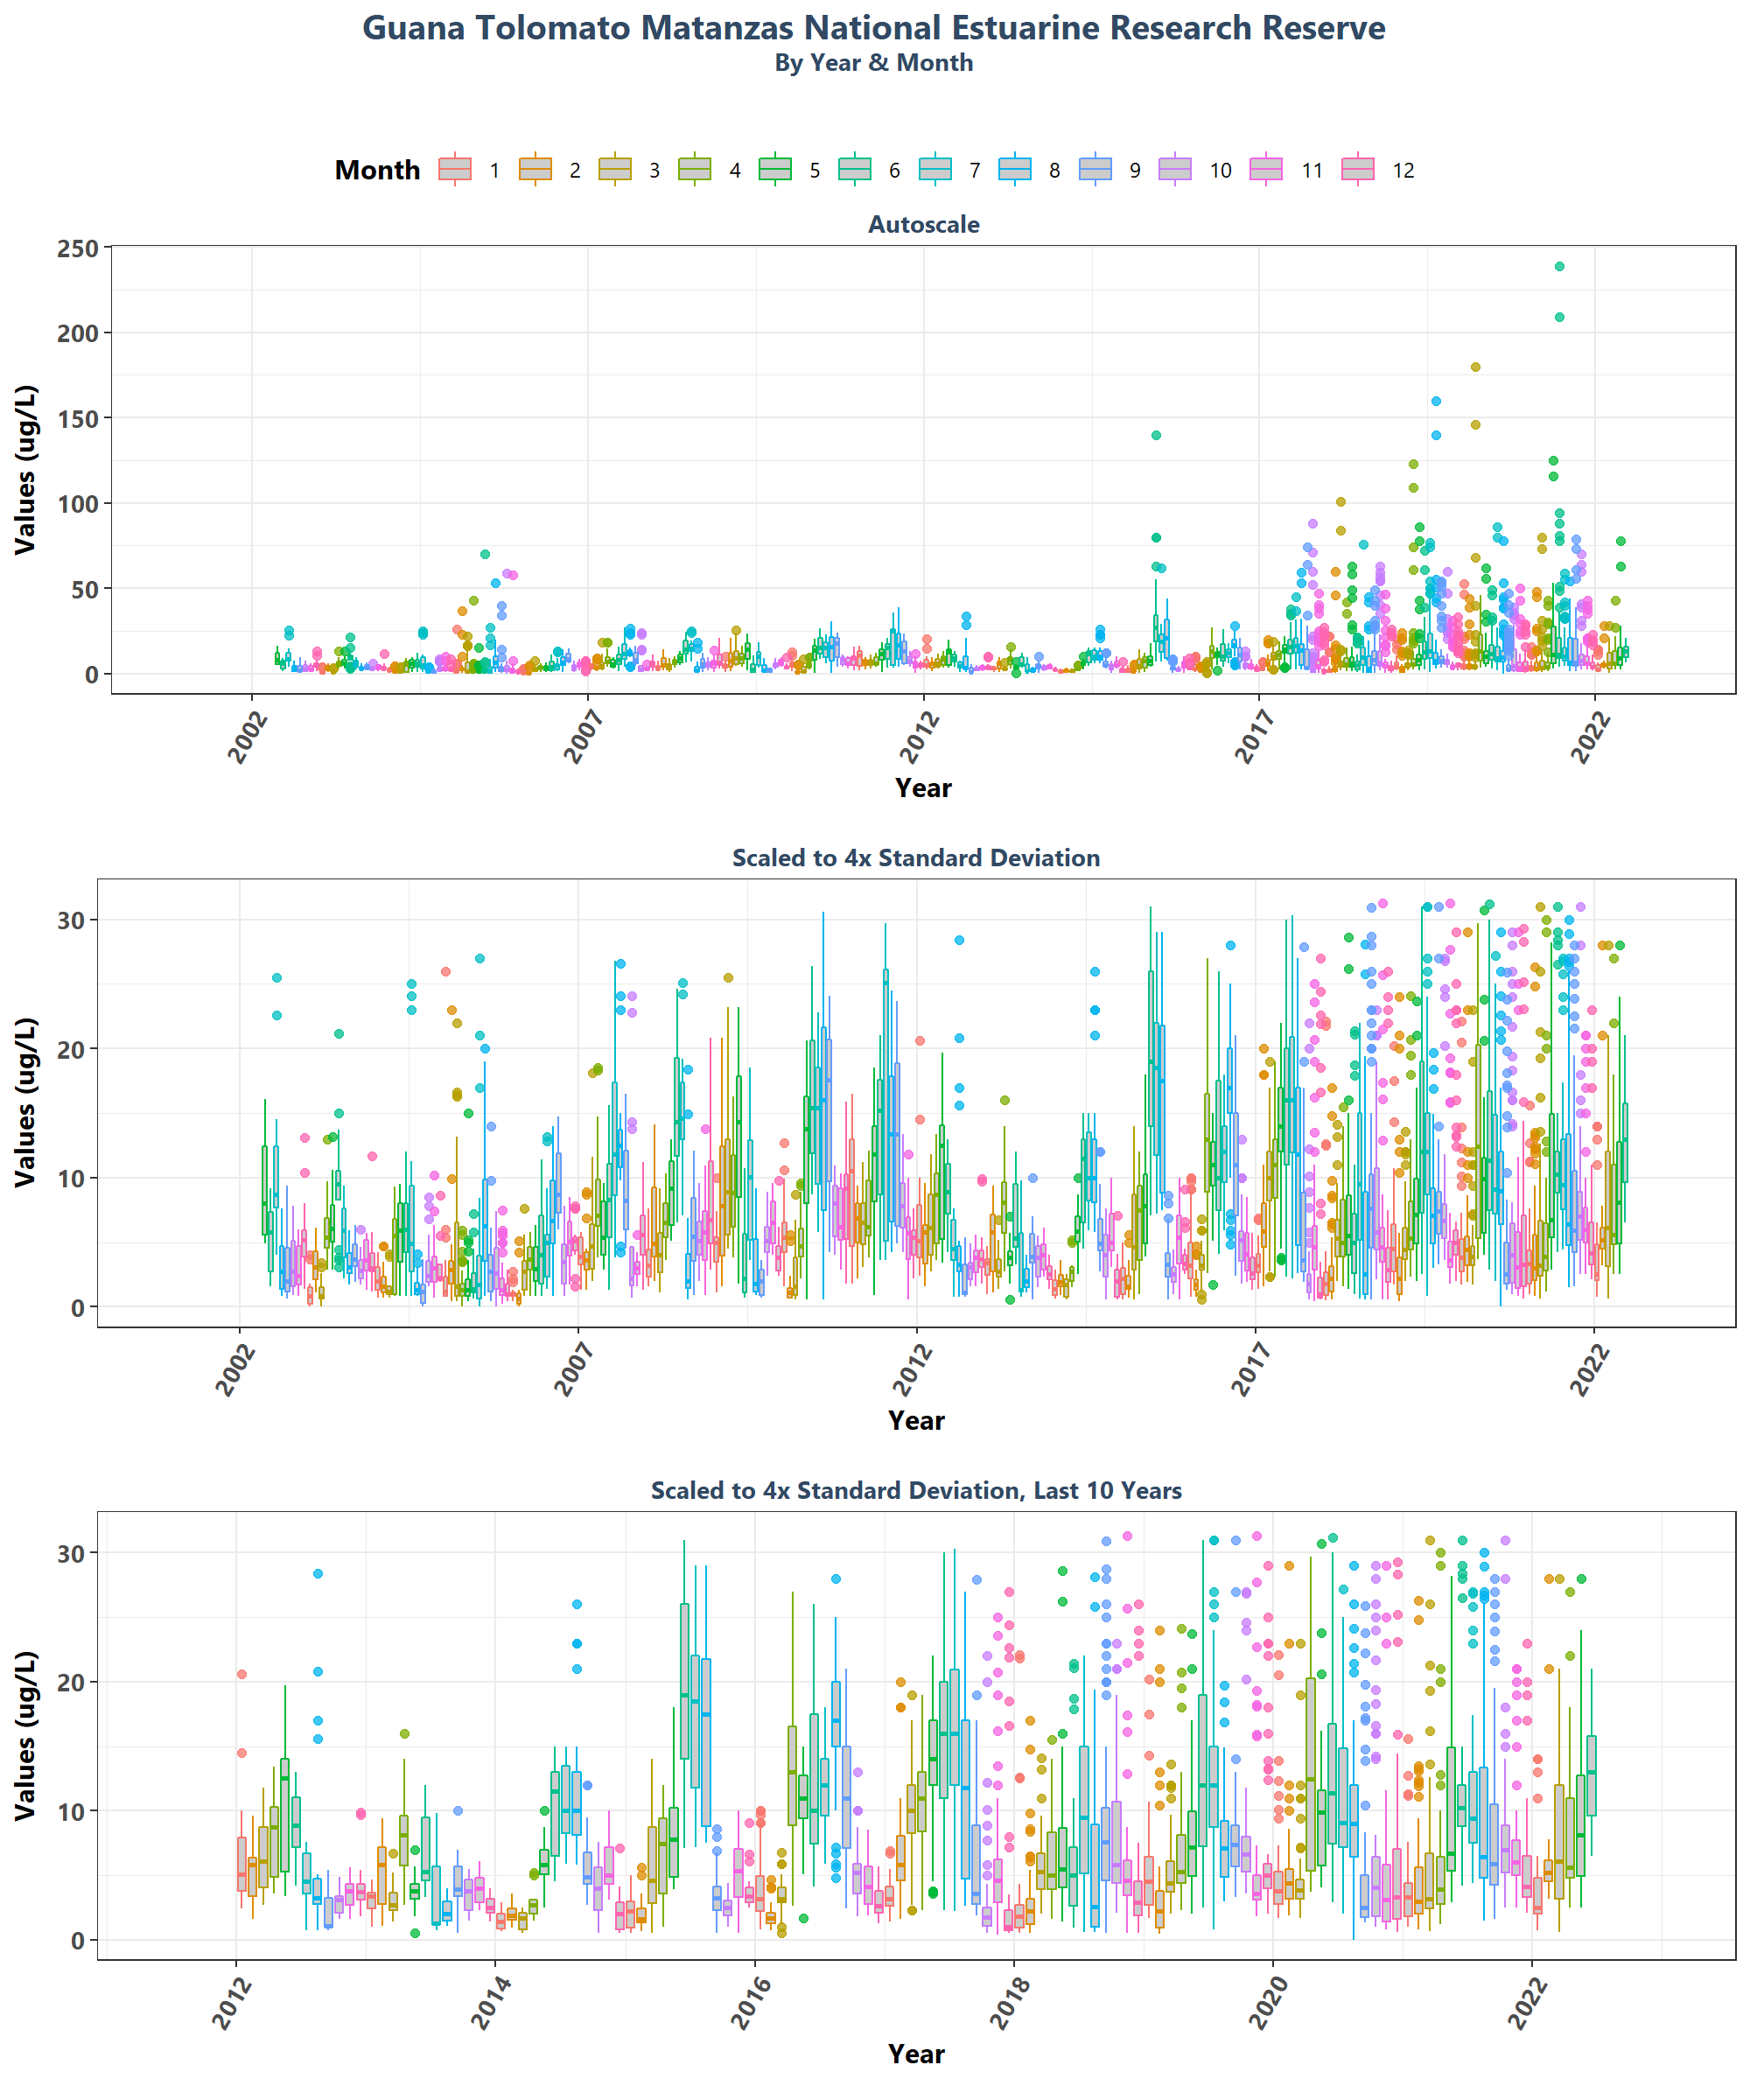 Guana Tolomato Matanzas National Estuarine Research Reserve
By Year & Month
Month 1 2 3 4 5 6 7 8 9 10 11 12
Autoscale
Values (ug/L)
250
200
150
100
50
0
2002 2007 2012 2017 2022
Year
Scaled to 4x Standard Deviation
Values (ug/L)
30
20
10
0
2002 2007 2012 2017 2022
Year
Scaled to 4x Standard Deviation, Last 10 Years
Values (ug/L)
30
20
10
0
2012 2014 2016 2018 2020 2022
Year